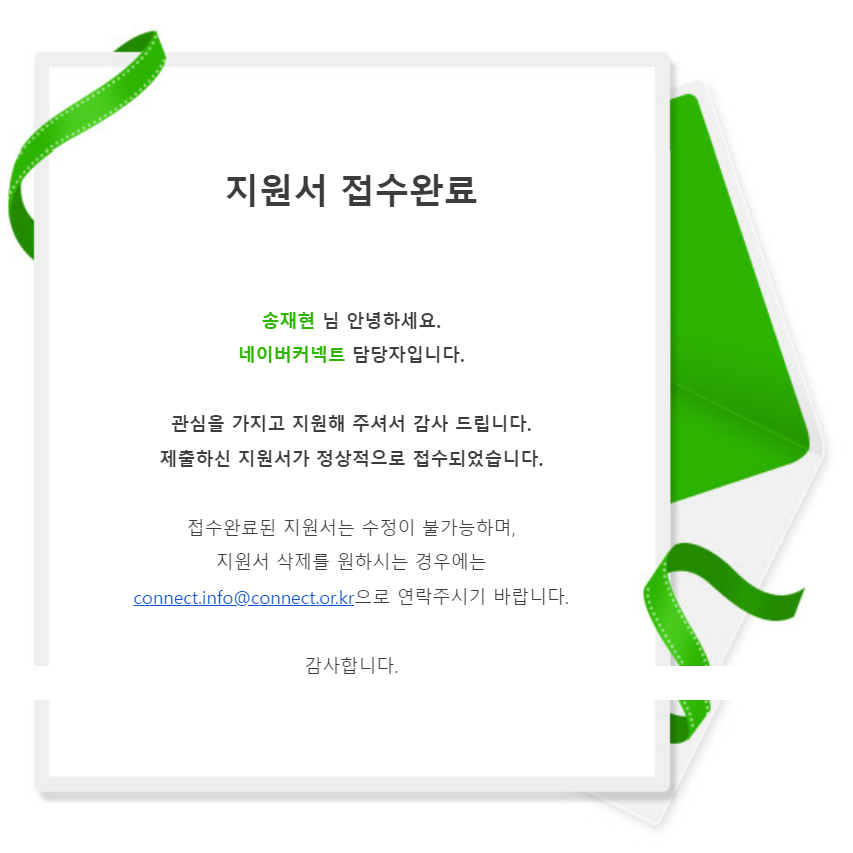 지원서 접수완료
송재현 님 안녕하세요.
네이버커넥트 담당자입니다.
관심을 가지고 지원해 주셔서 감사 드립니다.
제출하신 지원서가 정상적으로 접수되었습니다.
접수완료된 지원서는 수정이 불가능하며,
지원서 삭제를 원하시는 경우에는
connect.info@connect.or.kr으로 연락주시기 바랍니다.
감사합니다.